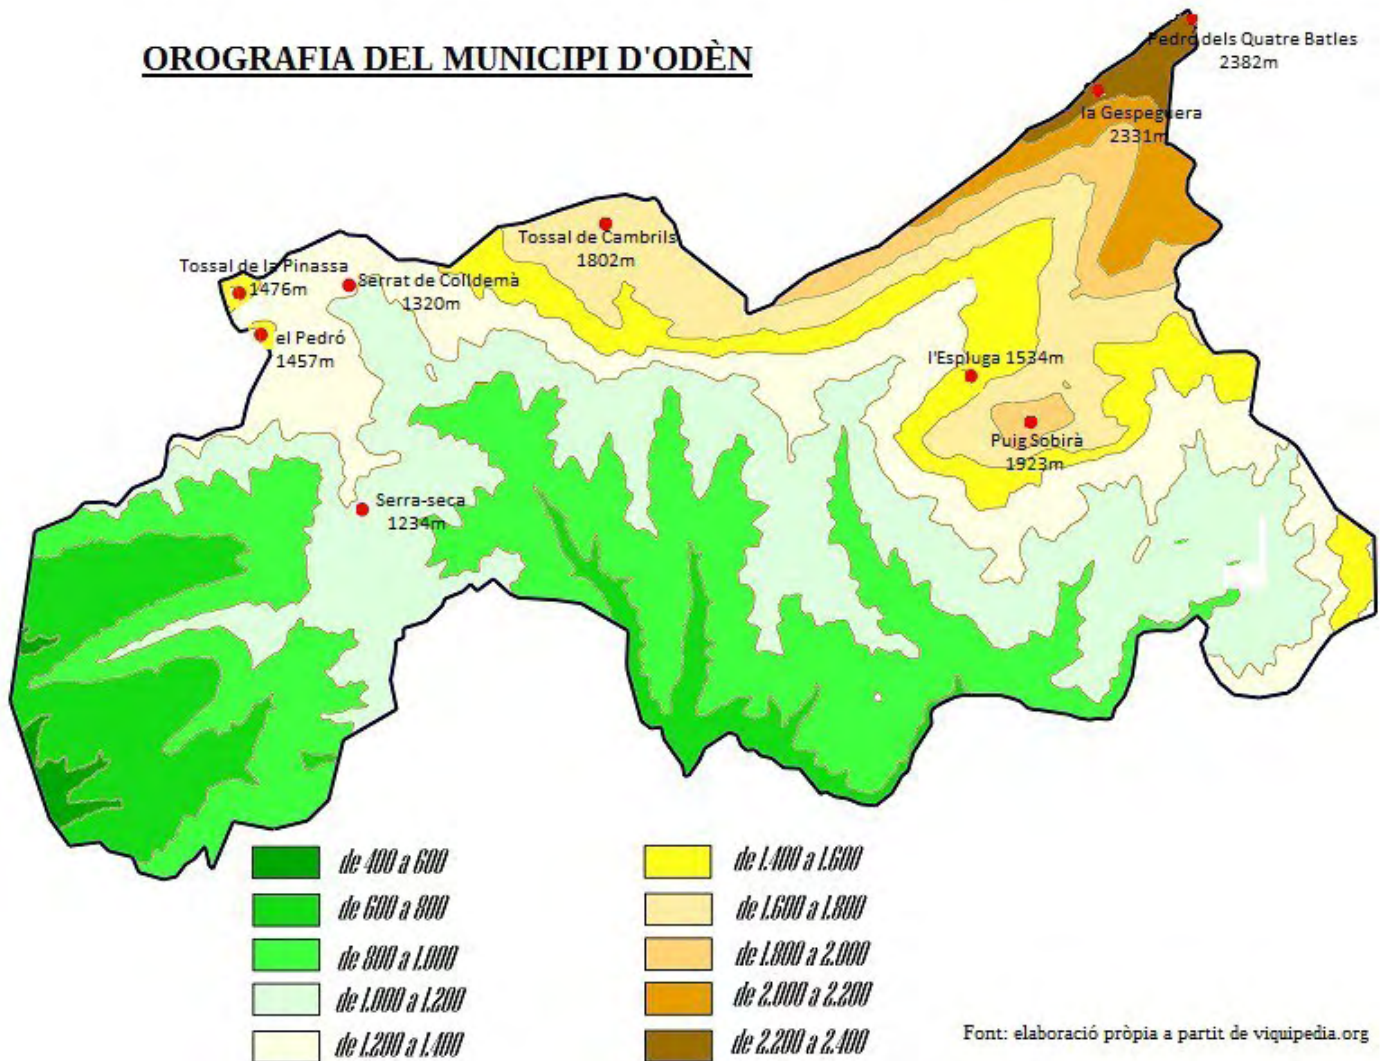 OROGRAFIA DEL MUNICIPI D'ODÈN
Pedró dels Quatre Batles
2382m
la Gespeguera
2331m
Tossal de Cambrils
1802m
Tossal de la Pinassa
1476m
Serrat de Colldemà
1320m
el Pedró
1457m
l'Espluga 1534m
Puig Sobirà
1923m
Serra-seca
1234m
de 400 a 600
de 600 a 800
de 800 a 1.000
de 1.000 a 1.200
de 1.200 a 1.400
de 1.400 a 1.600
de 1.600 a 1.800
de 1.800 a 2.000
de 2.000 a 2.200
de 2.200 a 2.400
Font: elaboració pròpia a partit de viquipedia.org